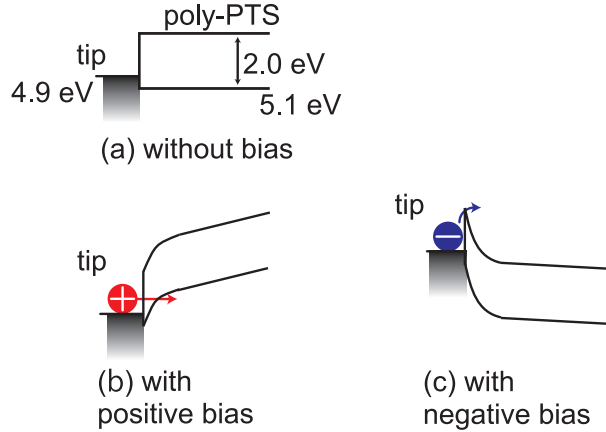 poly-PTS
tip
2.0 eV
4.9 eV
5.1 eV
(a) without bias
tip
tip
+
−
(b) with
positive bias
(c) with
negative bias